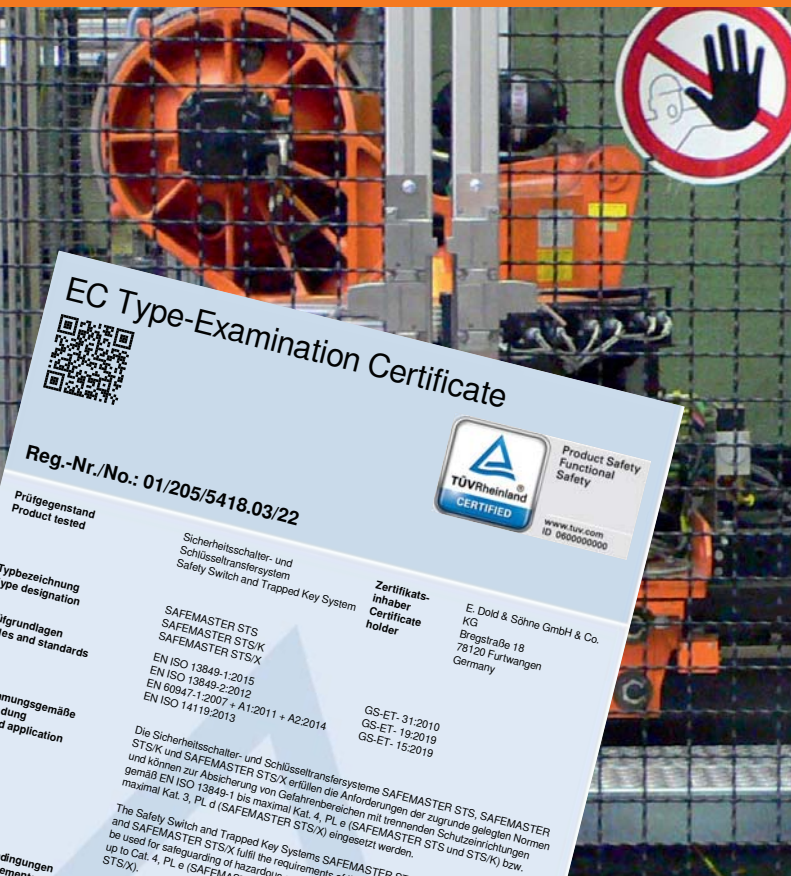 EC Type-Examination Certificate
Reg.-Nr./No.: 01/205/5418.03/22
TÜVRheinland®
CERTIFIED
Product Safety
Functional
Safety
www.tuv.com
ID 0600000000
Prüfgegenstand
Product tested
Sicherheitsschalter- und
Schlüsseltransfersystem
Safety Switch and Trapped Key System
Zertifikats-
inhaber
Certificate
holder
E. Dold & Söhne GmbH & Co.
KG
Bregstraße 18
78120 Furtwangen
Germany
Typbezeichnung
ype designation
SAFEMASTER STS
SAFEMASTER STS/K
SAFEMASTER STS/X
üfgrundlagen
les and standards
EN ISO 13849-1:2015
EN ISO 13849-2:2012
EN 60947-1:2007 + A1:2011 + A2:2014
EN ISO 14119:2013
GS-ET- 31:2010
GS-ET- 19:2019
GS-ET- 15:2019
mmungsgemäße
dung
d application
Die Sicherheitsschalter- und Schlüsseltransfersysteme SAFEMASTER STS, SAFEMASTER
STS/K und SAFEMASTER STS/X erfüllen die Anforderungen der zugrunde gelegten Normen
und können zur Absicherung von Gefahrenbereichen mit trennenden Schutzeinrichtungen
gemäß EN ISO 13849-1 bis maximal Kat. 4, PL e (SAFEMASTER STS und STS/K) bzw.
maximal Kat. 3, PL d (SAFEMASTER STS/X) eingesetzt werden.
The Safety Switch and Trapped Key Systems SAFEMASTER
and SAFEMASTER STS/X fulfil the requirements of
be used for safeguarding of hazardous
up to Cat. 4, PL e (SAFEMA
STS/X).
dingungen